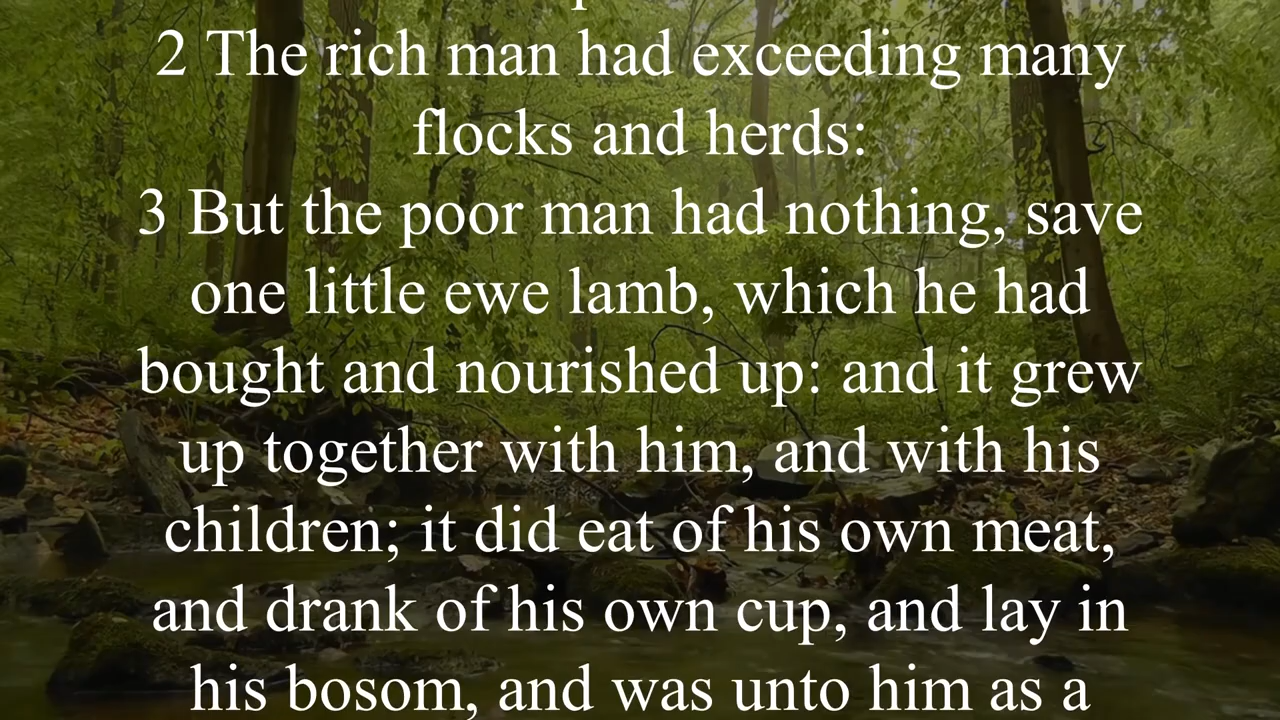 2 The rich man had exceeding many
flocks and herds:
3 But the poor man had nothing, save
one little ewe lamb, which he had
bought and nourished up: and it grew
up together with him, and with his
children; it did eat of his own meat,
and drank of his own cup, and lay in
his bosom, and was unto him as a